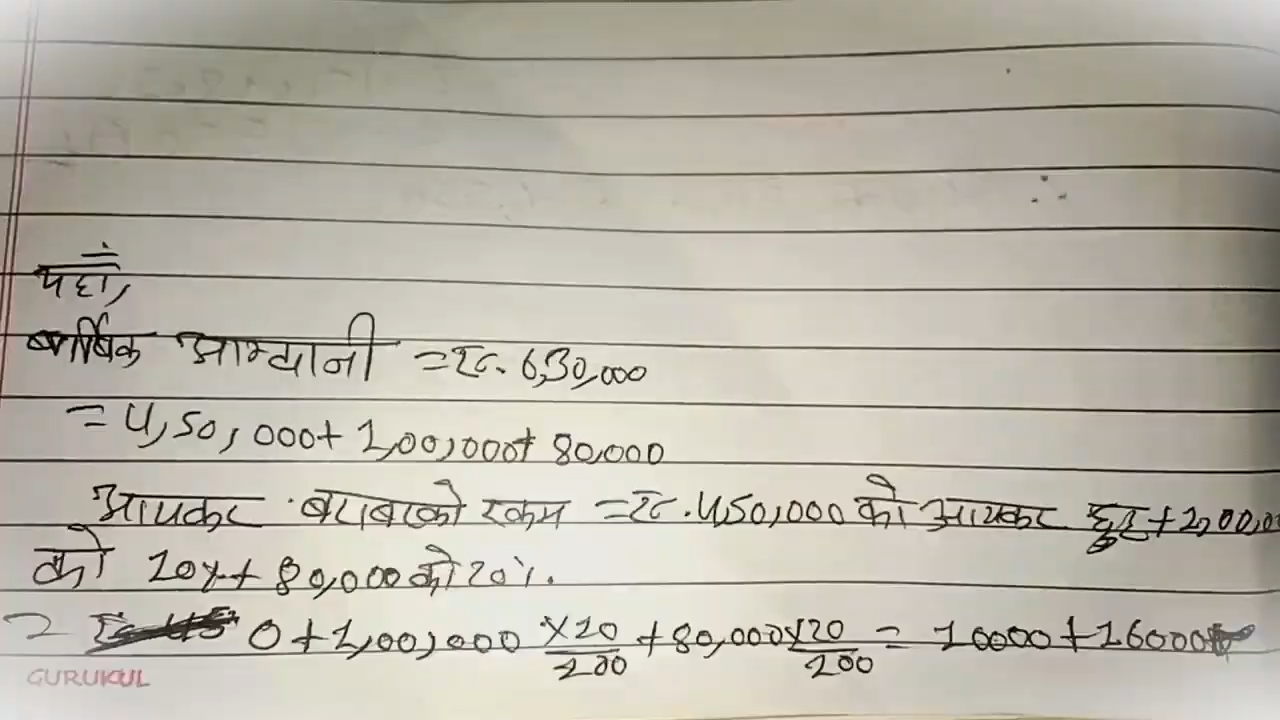 यहाँ,
बार्षिक आम्दानी = रु. 6,30,000
= 4,50,000 + 1,00,000 + 80,000
आयकर बराबरको रकम = रु. 4,50,000 को आयकर छुट + 1,00,0
को 10% + 80,000 को 20%.
= 0 + 1,00,000 × 10/100 + 80,000 × 20/100 = 10000 + 16000
GURUKUL